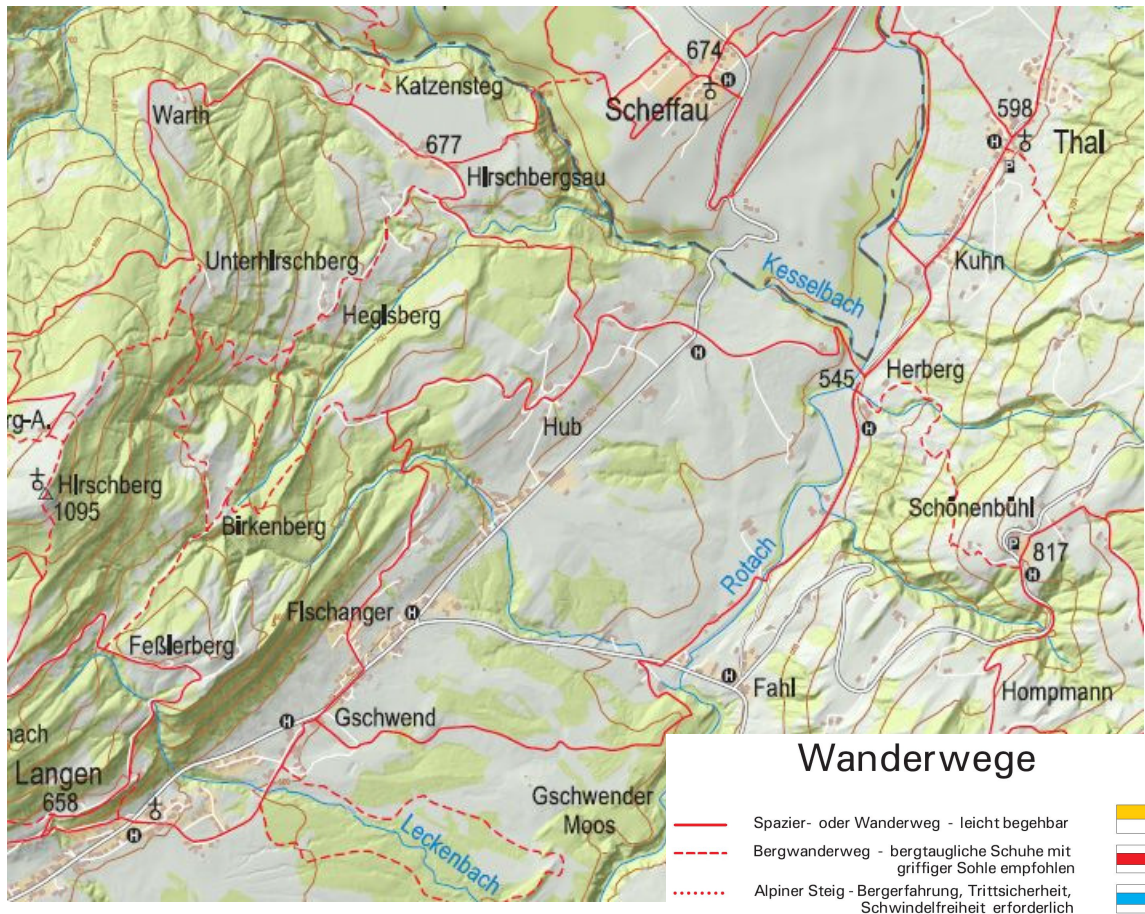 674
Katzensteg
Scheffau
598
Warth
Thal
677
Hirschbergsau
Unterhirschberg
Kesselbach
Kuhn
Heglsberg
545
Herberg
rg-A.
Hub
Hirschberg
1095
Schönenbühl
Birkenberg
817
Rotach
Fischanger
Feßlerberg
Fahl
Hompmann
Gschwend
nach
Langen
658
Gschwender
Moos
Leckenbach
H
H
H
H
H
H
H
H
H
P
P
Wanderwege
Spazier- oder Wanderweg - leicht begehbar
Bergwanderweg - bergtaugliche Schuhe mit
griffiger Sohle empfohlen
Alpiner Steig - Bergerfahrung, Trittsicherheit,
Schwindelfreiheit erforderlich